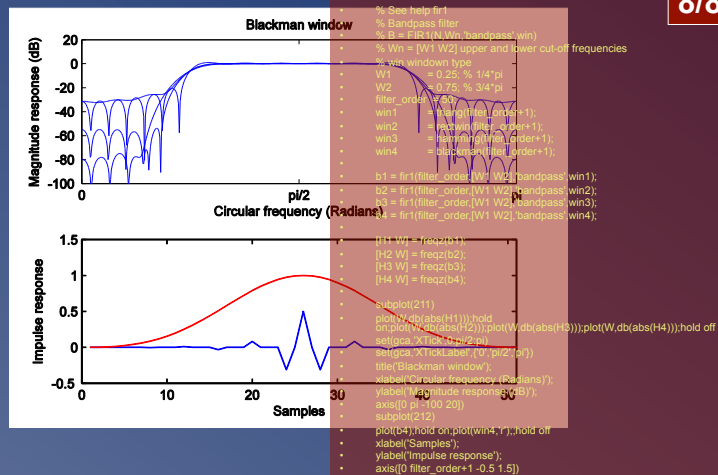 Blackman window
Magnitude response (dB)
20
0
-20
-40
-60
-80
-100
0
pi/2
pi
Circular frequency (Radians)
Impulse response
1.5
1
0.5
0
-0.5
0
10
20
30
40
50
Samples
% See help fir1
% Bandpass filter
% B = FIR1(N,Wn,'bandpass',win)
% Wn = [W1 W2] upper and lower cut-off frequencies
% win windown type
W1 = 0.25; % 1/4*pi
W2 = 0.75; % 3/4*pi
filter_order = 50;
win1 = triang(filter_order+1);
win2 = rectwin(filter_order+1);
win3 = hamming(filter_order+1);
win4 = blackman(filter_order+1);
b1 = fir1(filter_order,[W1 W2],'bandpass',win1);
b2 = fir1(filter_order,[W1 W2],'bandpass',win2);
b3 = fir1(filter_order,[W1 W2],'bandpass',win3);
b4 = fir1(filter_order,[W1 W2],'bandpass',win4);
[H1 W] = freqz(b1);
[H2 W] = freqz(b2);
[H3 W] = freqz(b3);
[H4 W] = freqz(b4);
subplot(211)
plot(W,db(abs(H1)));hold
on;plot(W,db(abs(H2)));plot(W,db(abs(H3)));plot(W,db(abs(H4)));hold off
set(gca,'XTick',0:pi/2:pi)
set(gca,'XTickLabel',{'0','pi/2','pi'})
title('Blackman window');
xlabel('Circular frequency (Radians)');
ylabel('Magnitude response (dB)');
axis([0 pi -100 20])
subplot(212)
plot(b4);hold on;plot(win4,'r');;hold off
xlabel('Samples');
ylabel('Impulse response');
axis([0 filter_order+1 -0.5 1.5])